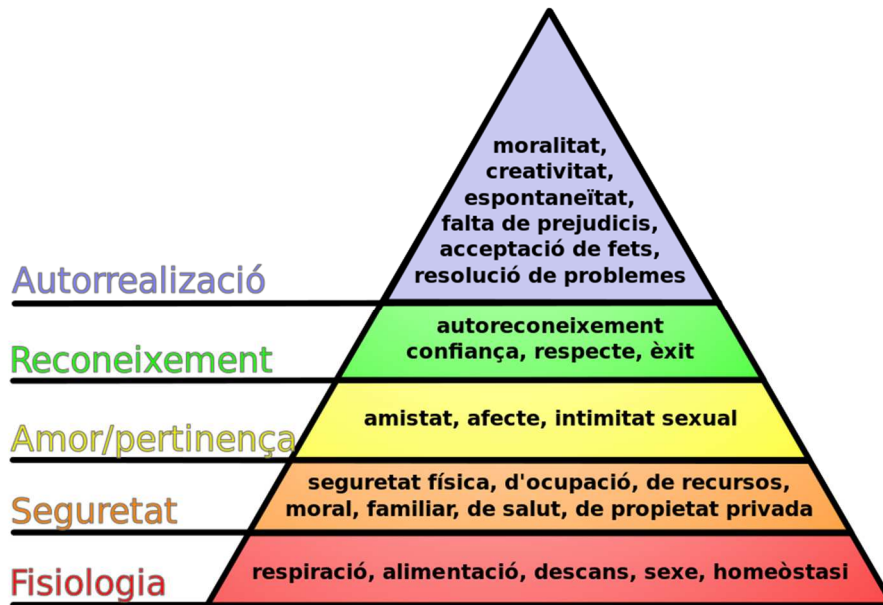 moralitat,
creativitat,
espontaneïtat,
falta de prejudicis,
acceptació de fets,
resolució de problemes
Autorrealizació
autoreconeixement
confiança, respecte, èxit
Reconeixement
amistat, afecte, intimitat sexual
Amor/pertinença
seguretat física, d'ocupació, de recursos,
moral, familiar, de salut, de propietat privada
Seguretat
respiració, alimentació, descans, sexe, homeòstasi
Fisiologia